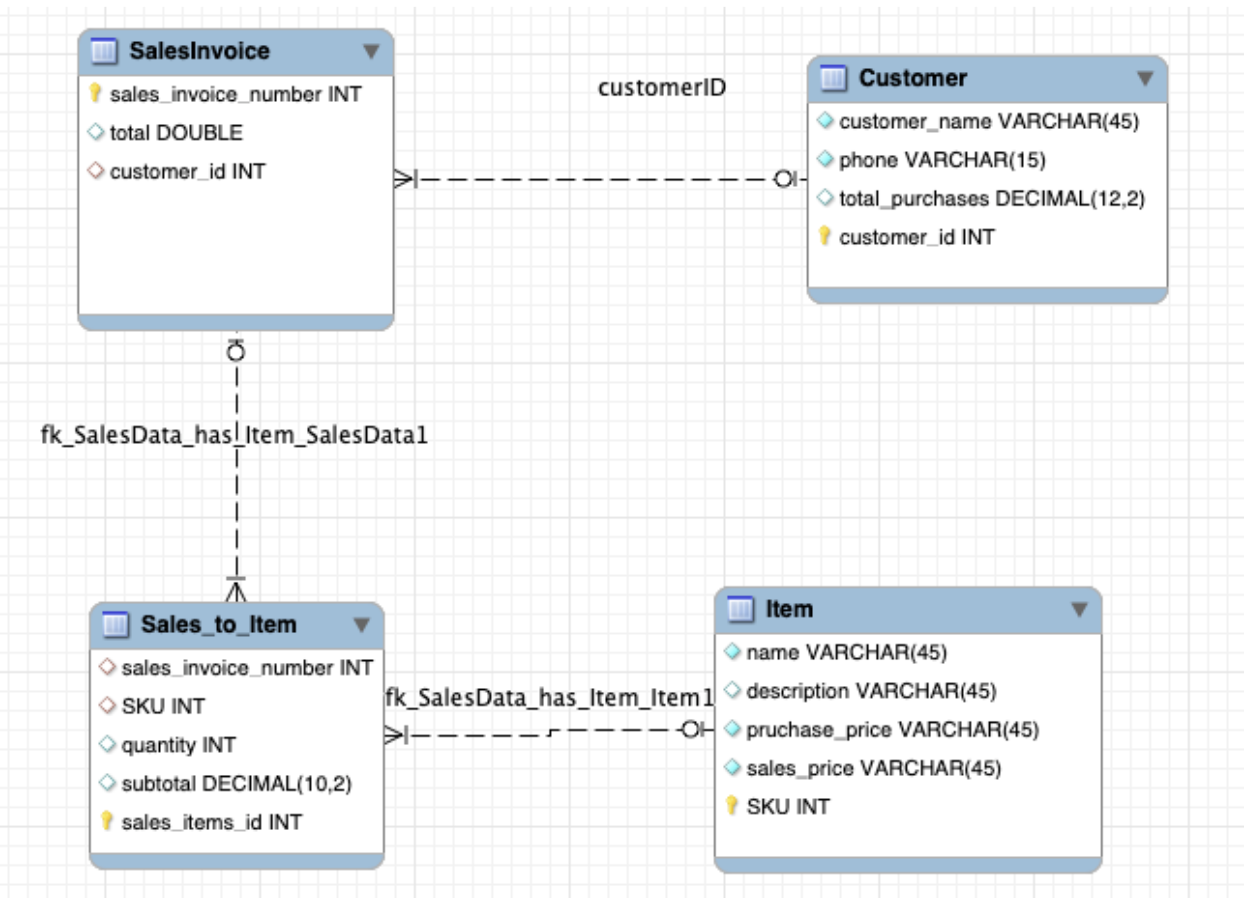 SalesInvoice
sales_invoice_number INT
total DOUBLE
customer_id INT
customerID
Customer
customer_name VARCHAR(45)
phone VARCHAR(15)
total_purchases DECIMAL(12,2)
customer_id INT
fk_SalesData_has_Item_SalesData1
Sales_to_Item
sales_invoice_number INT
SKU INT
quantity INT
subtotal DECIMAL(10,2)
sales_items_id INT
fk_SalesData_has_Item_Item1
Item
name VARCHAR(45)
description VARCHAR(45)
pruchase_price VARCHAR(45)
sales_price VARCHAR(45)
SKU INT